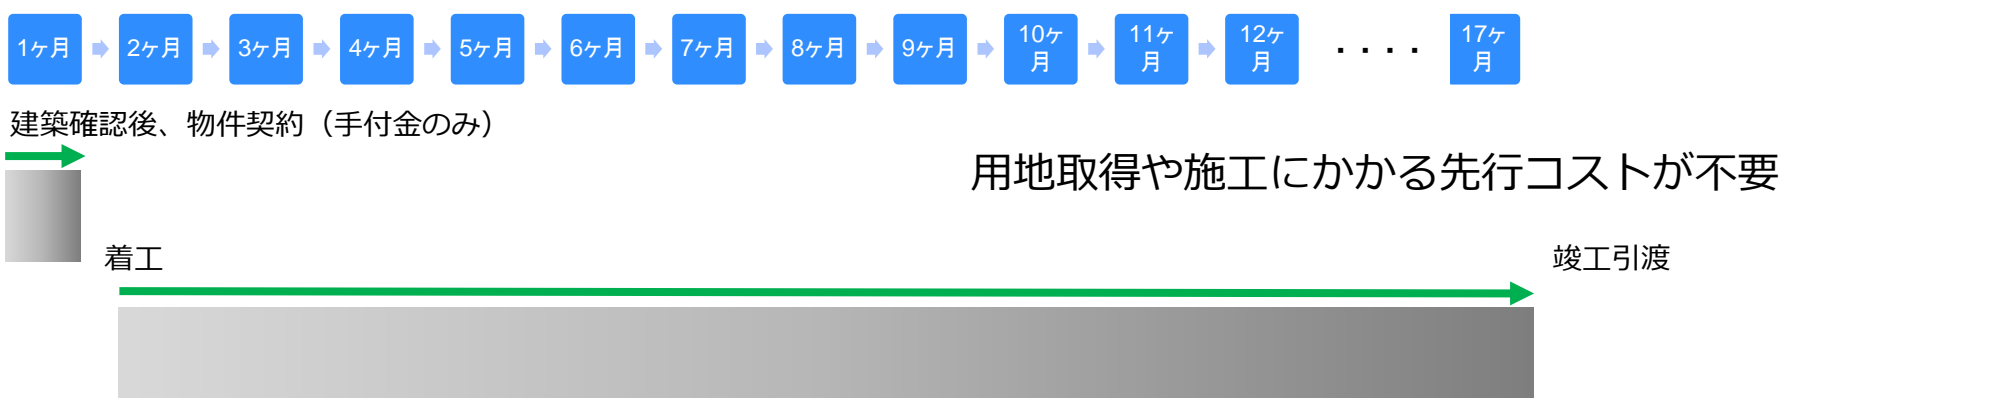 1ヶ月
2ヶ月
3ヶ月
4ヶ月
5ヶ月
6ヶ月
7ヶ月
8ヶ月
9ヶ月
10ヶ
月
11ヶ
月
12ヶ
月
・・・・
17ヶ
月
建築確認後、物件契約（手付金のみ）
用地取得や施工にかかる先行コストが不要
着工
竣工引渡